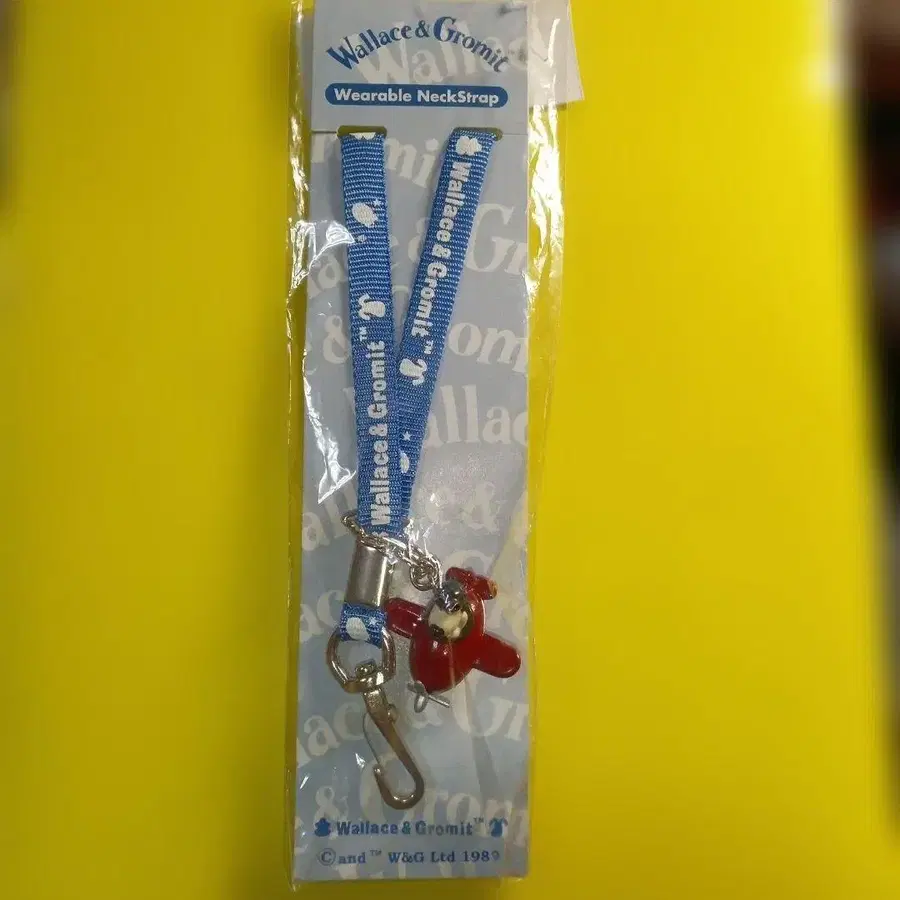 Wallace & Gromit
Wearable NeckStrap
Wallace & Gromit™
Wallace & Gromit™
Wallace & Gromit™
©and ™ W&G Ltd 1989